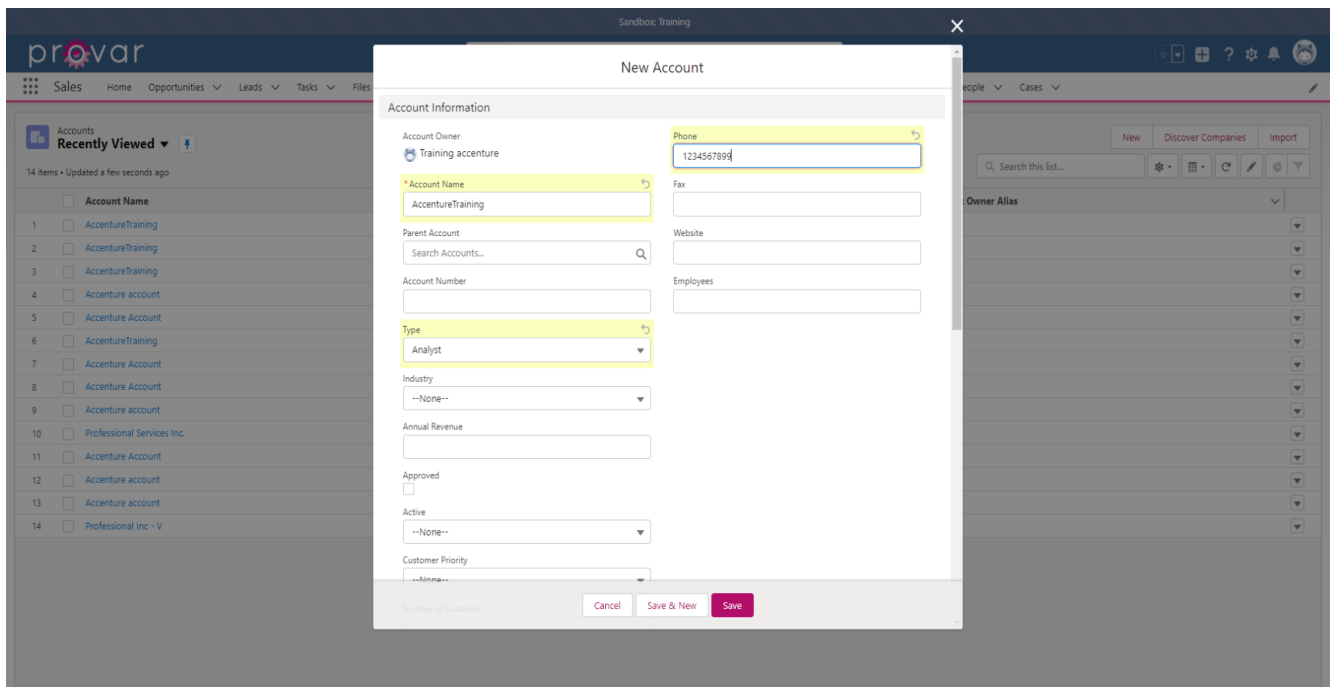 Sandbox: Training
provar
Sales Home Opportunities Leads Tasks Files
eople Cases
New Account
Account Information
Account Owner
Training accenture
*Account Name
AccentureTraining
Parent Account
Search Accounts...
Account Number
Type
Analyst
Industry
--None--
Annual Revenue
Approved
Active
--None--
Customer Priority
--None--
Number of Locations
Phone
1234567899
Fax
Website
Employees
Cancel Save & New Save
Accounts
Recently Viewed
14 items • Updated a few seconds ago
New Discover Companies Import
Search this list...
Account Name
Owner Alias
1 AccentureTraining
2 AccentureTraining
3 AccentureTraining
4 Accenture account
5 Accenture Account
6 AccentureTraining
7 Accenture Account
8 Accenture Account
9 Accenture account
10 Professional Services Inc.
11 Accenture Account
12 Accenture account
13 Accenture account
14 Professional Inc - V